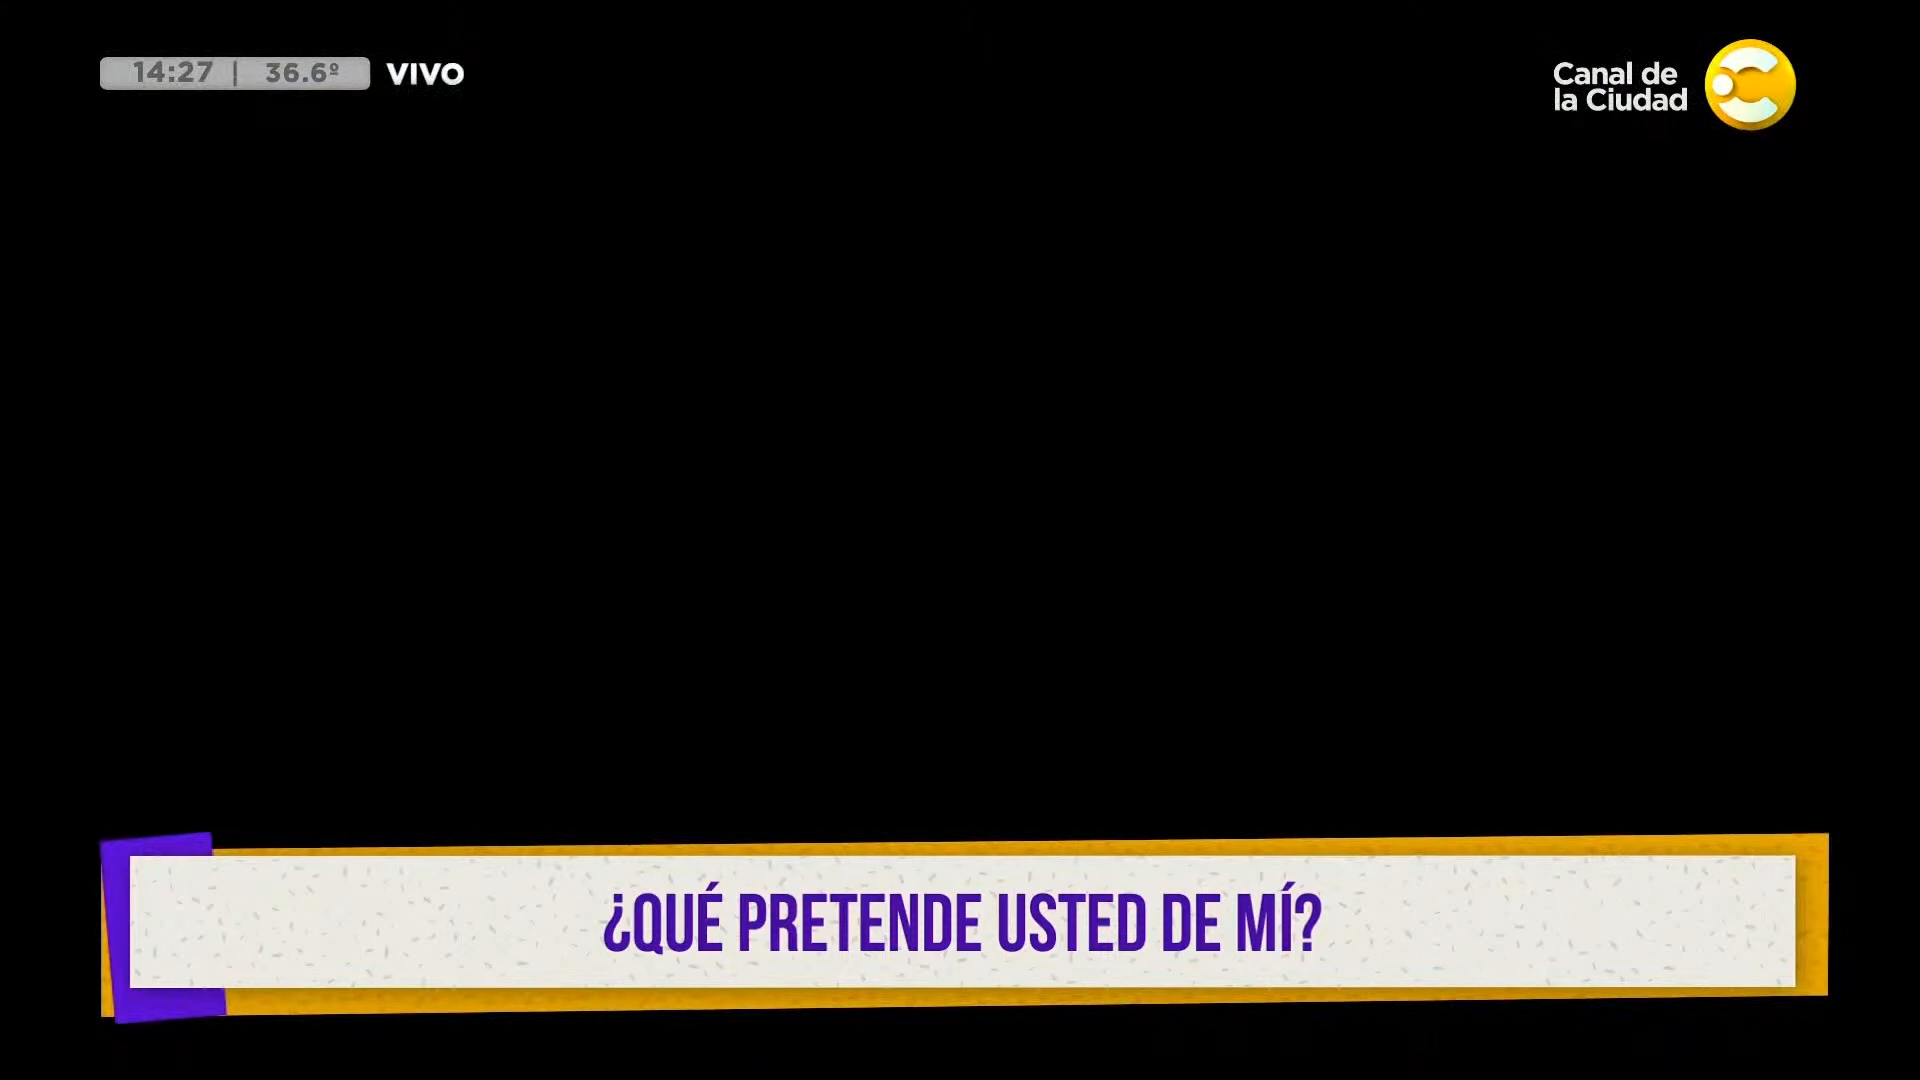 14:27 | 36.6º VIVO
Canal de
la Ciudad
¿QUÉ PRETENDE USTED DE MÍ?